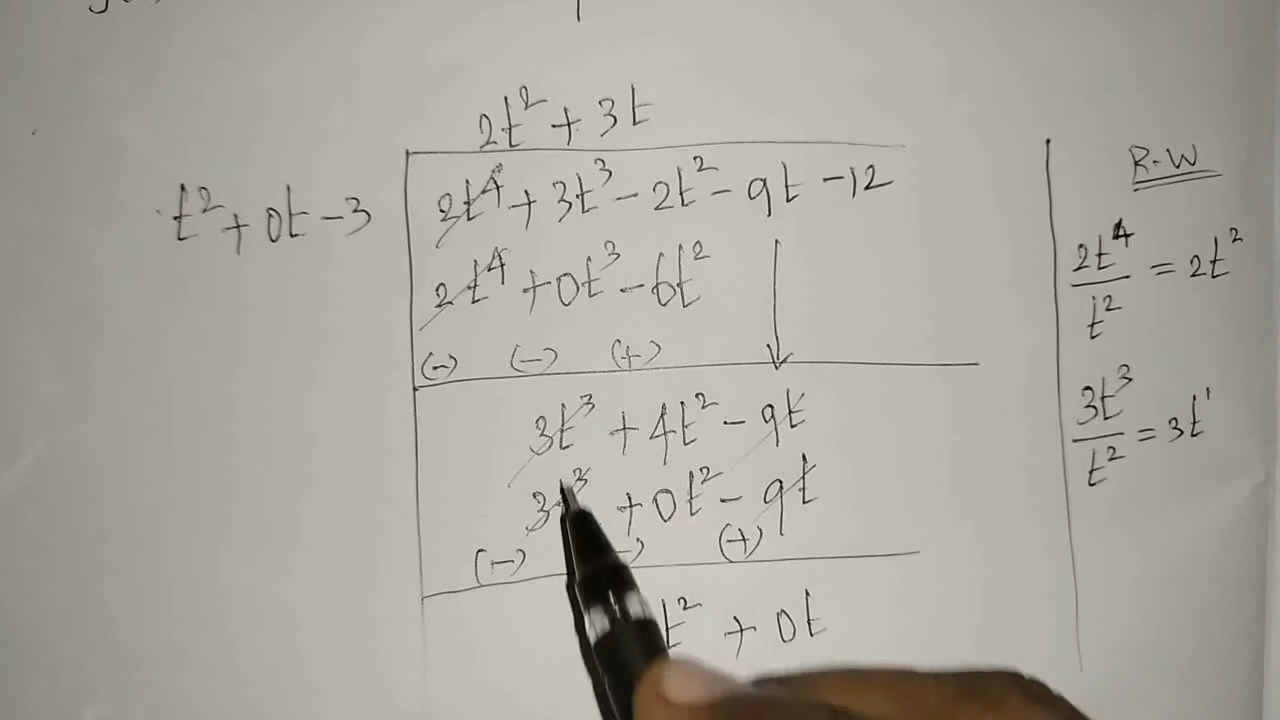 2t² + 3t
t² + 0t - 3
2t⁴ + 3t³ - 2t² - 9t - 12
2t⁴ + 0t³ - 6t²
(-) (-) (+)
3t³ + 4t² - 9t
3t³ + 0t² - 9t
(-) (+)
t² + 0t
R.W
2t⁴/t² = 2t²
3t³/t² = 3t¹